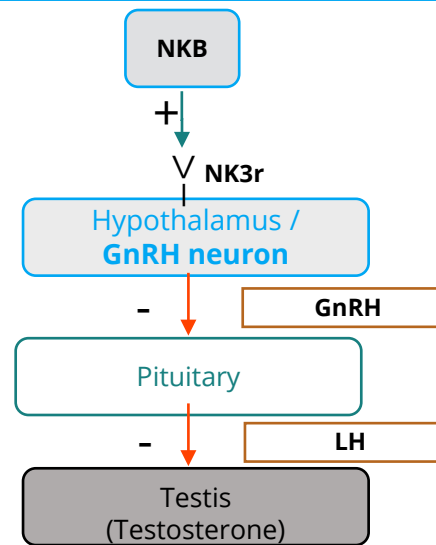 NKB
+
NK3r
Hypothalamus /
GnRH neuron
-
GnRH
Pituitary
-
LH
Testis
(Testosterone)